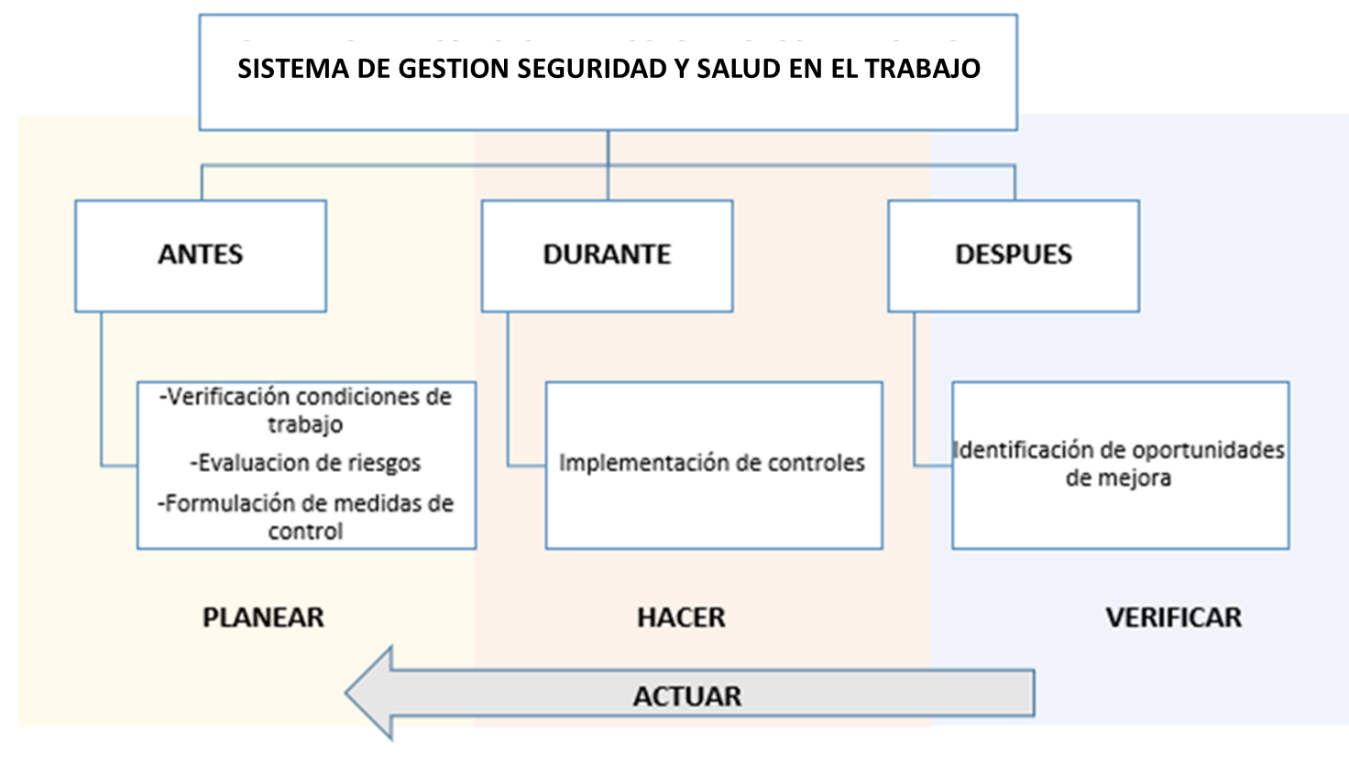 SISTEMA DE GESTION SEGURIDAD Y SALUD EN EL TRABAJO
ANTES
DURANTE
DESPUES
-Verificación condiciones de
trabajo
-Evaluacion de riesgos
-Formulación de medidas de
control
Implementación de controles
Identificación de oportunidades
de mejora
PLANEAR
HACER
VERIFICAR
ACTUAR